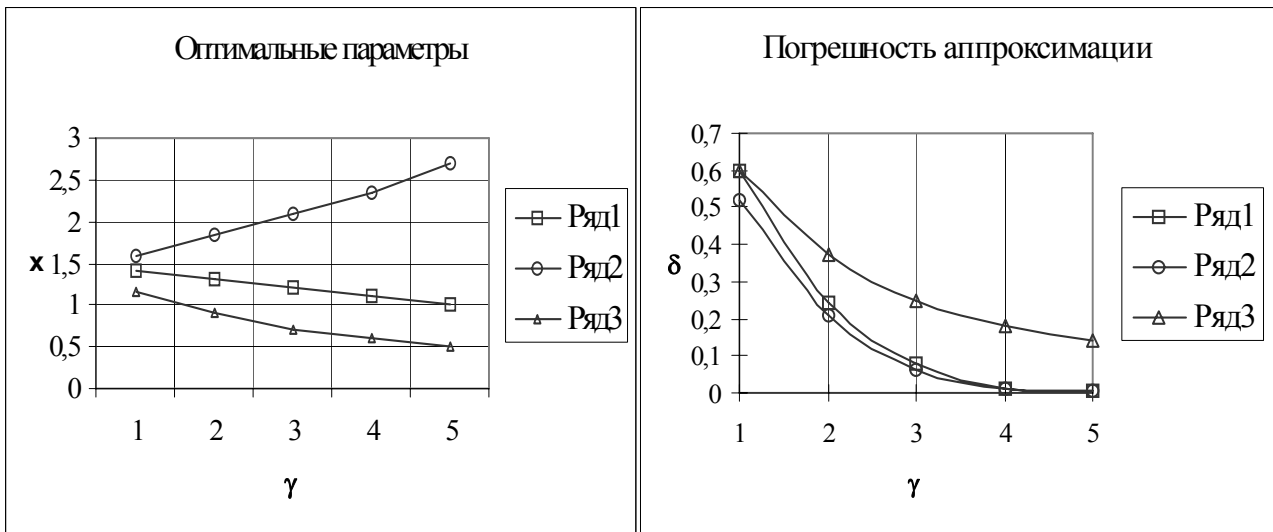 Оптимальные параметры
3
2,5
2
x 1,5
1
0,5
0
1 2 3 4 5
γ
Ряд1
Ряд2
Ряд3
Погрешность аппроксимации
0,7
0,6
0,5
0,4
δ 0,3
0,2
0,1
0
1 2 3 4 5
γ
Ряд1
Ряд2
Ряд3